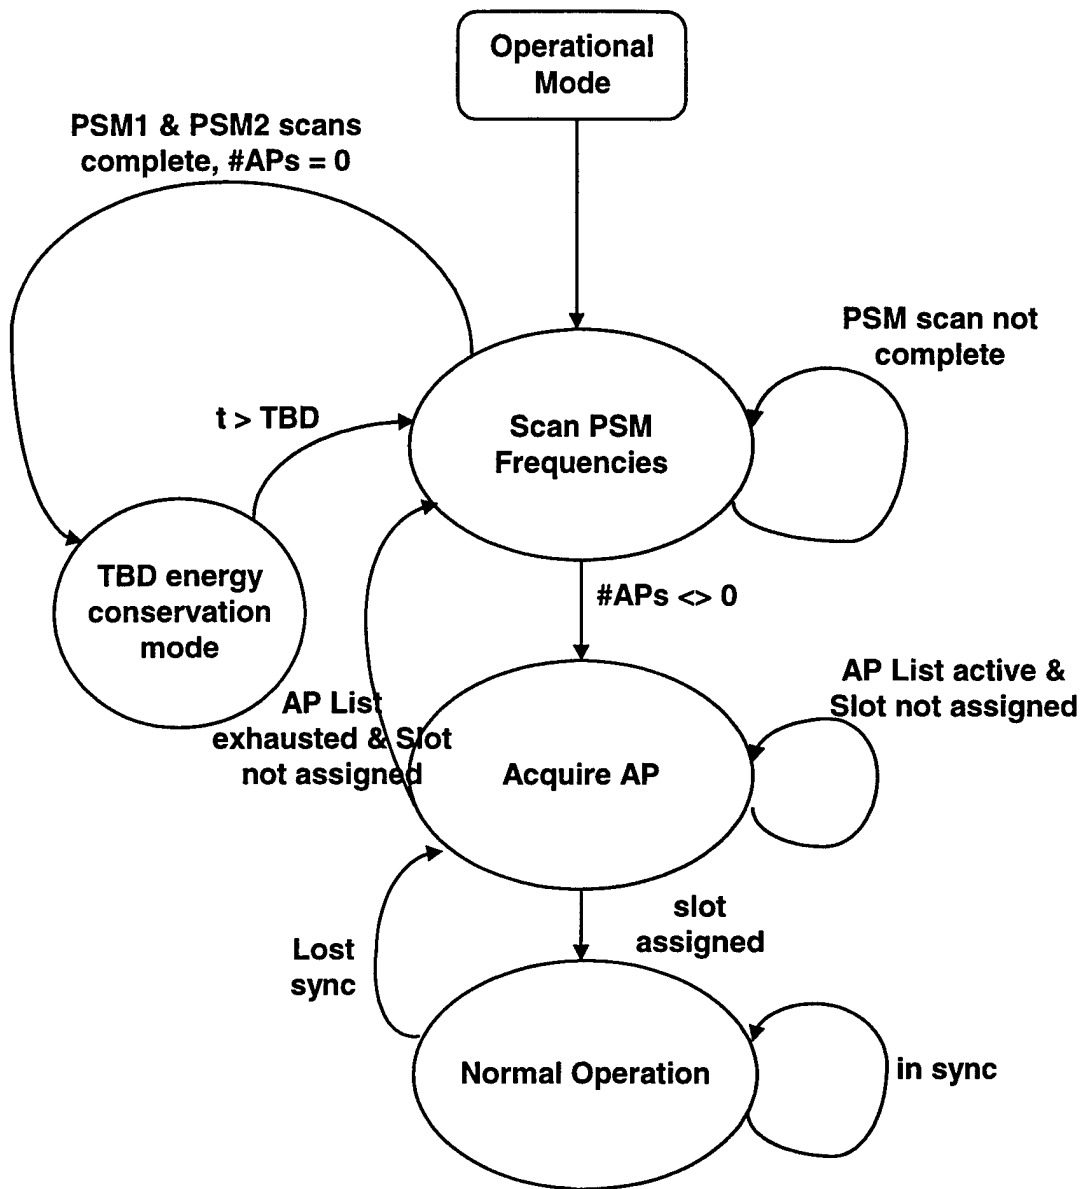 Operational
Mode
PSM1 & PSM2 scans
complete, #APs = 0
PSM scan not
complete
t > TBD
Scan PSM
Frequencies
TBD energy
conservation
mode
#APs <> 0
AP List active &
Slot not assigned
AP List
exhausted & Slot
not assigned
Acquire AP
slot
assigned
Lost
sync
Normal Operation
in sync